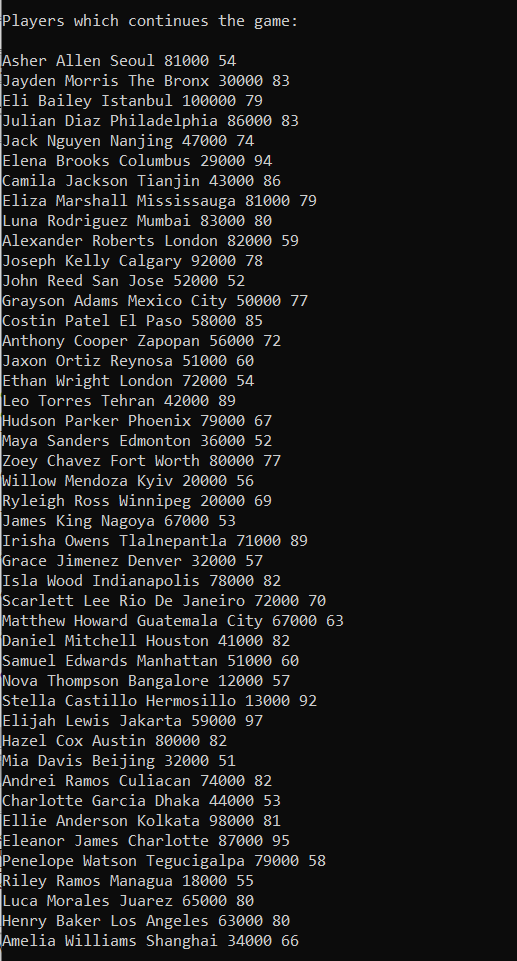 Players which continues the game:
Asher Allen Seoul 81000 54
Jayden Morris The Bronx 30000 83
Eli Bailey Istanbul 100000 79
Julian Diaz Philadelphia 86000 83
Jack Nguyen Nanjing 47000 74
Elena Brooks Columbus 29000 94
Camila Jackson Tianjin 43000 86
Eliza Marshall Mississauga 81000 79
Luna Rodriguez Mumbai 83000 80
Alexander Roberts London 82000 59
Joseph Kelly Calgary 92000 78
John Reed San Jose 52000 52
Grayson Adams Mexico City 50000 77
Costin Patel El Paso 58000 85
Anthony Cooper Zapopan 56000 72
Jaxon Ortiz Reynosa 51000 60
Ethan Wright London 72000 54
Leo Torres Tehran 42000 89
Hudson Parker Phoenix 79000 67
Maya Sanders Edmonton 36000 52
Zoey Chavez Fort Worth 80000 77
Willow Mendoza Kyiv 20000 56
Ryleigh Ross Winnipeg 20000 69
James King Nagoya 67000 53
Irisha Owens Tlalnepantla 71000 89
Grace Jimenez Denver 32000 57
Isla Wood Indianapolis 78000 82
Scarlett Lee Rio De Janeiro 72000 70
Matthew Howard Guatemala City 67000 63
Daniel Mitchell Houston 41000 82
Samuel Edwards Manhattan 51000 60
Nova Thompson Bangalore 12000 57
Stella Castillo Hermosillo 13000 92
Elijah Lewis Jakarta 59000 97
Hazel Cox Austin 80000 82
Mia Davis Beijing 32000 51
Andrei Ramos Culiacan 74000 82
Charlotte Garcia Dhaka 44000 53
Ellie Anderson Kolkata 98000 81
Eleanor James Charlotte 87000 95
Penelope Watson Tegucigalpa 79000 58
Riley Ramos Managua 18000 55
Luca Morales Juarez 65000 80
Henry Baker Los Angeles 63000 80
Amelia Williams Shanghai 34000 66